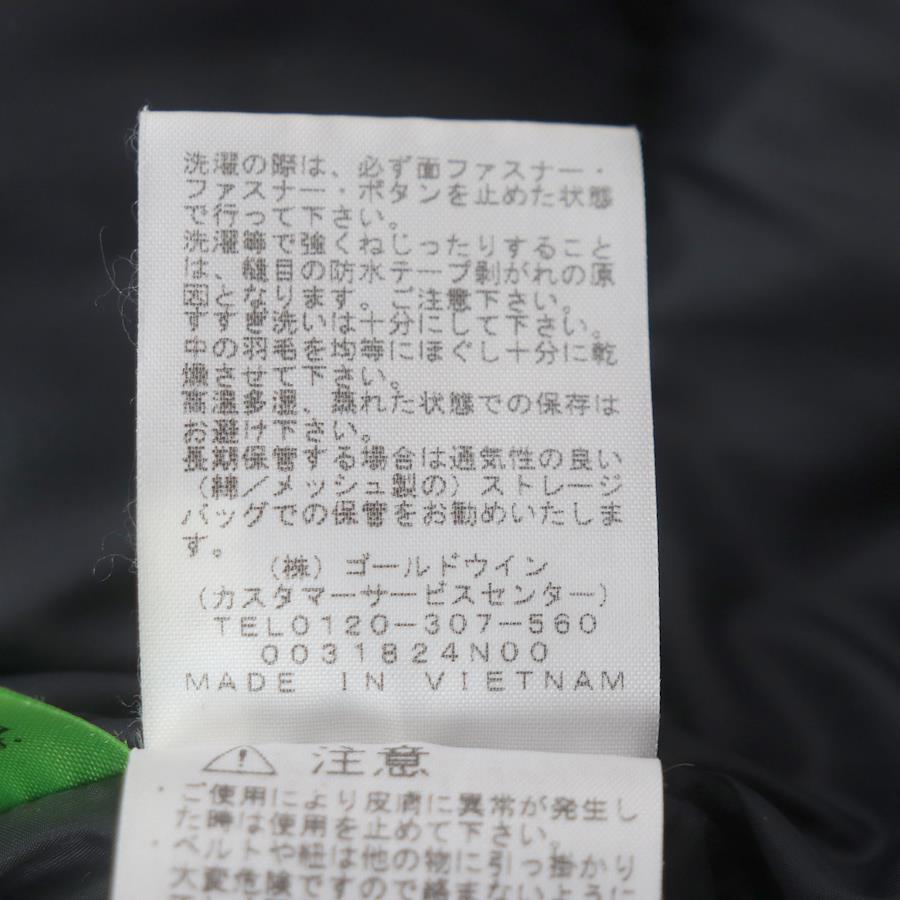 洗濯の際は、必ず面ファスナー・
ファスナー・ボタンを止めた状態
で行って下さい。
洗濯等で強くねじったりすること
は、縫目の防水テープ剥がれの原
因となります。ご注意下さい。
すすぎ洗いは十分にして下さい。
中の羽毛を均等にほぐし十分に乾
燥させて下さい。
高温多湿、蒸れた状態での保存は
お避け下さい。
長期保管する場合は通気性の良い
（綿／メッシュ製の）ストレージ
バッグでの保管をお勧めいたしま
す。
（株）ゴールドウイン
（カスタマーサービスセンター）
TEL0120-307-560
0031824N00
MADE IN VIETNAM
注意
・ご使用により皮膚に異常が発生し
た時は使用を止めて下さい。
・ベルトや紐は他の物に引っ掛かり
大変危険ですので絡まないように